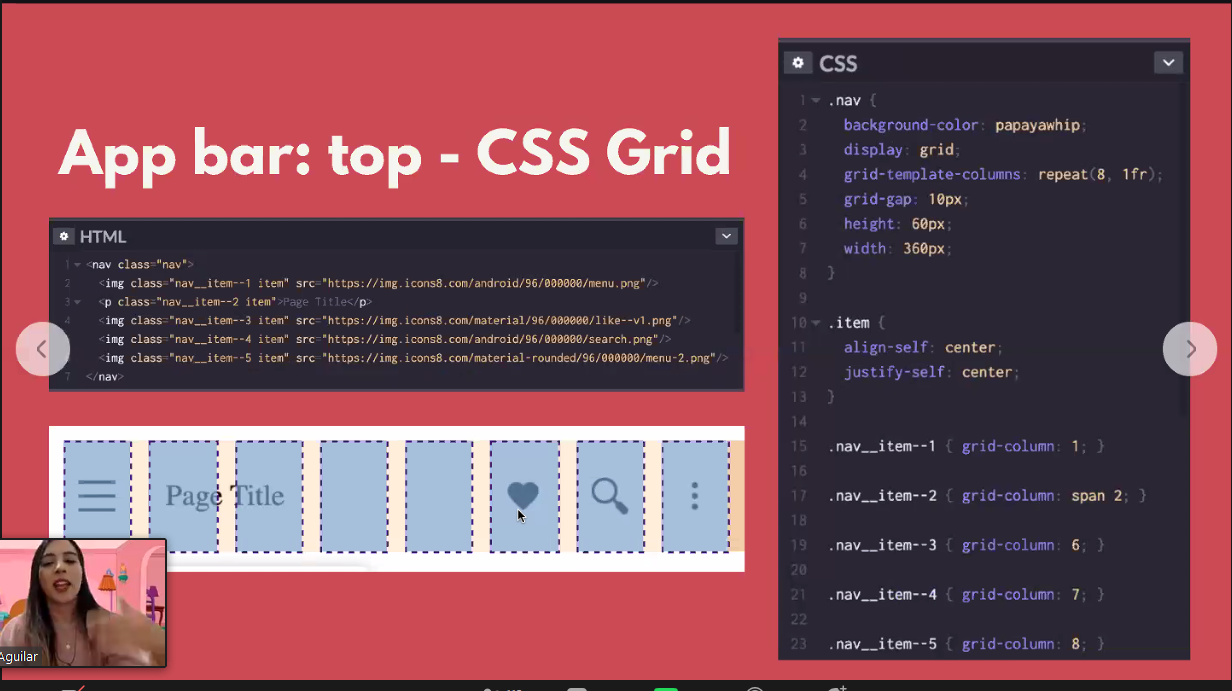 App bar: top - CSS Grid
HTML
1 <nav class="nav">
2 <img class="nav__item--1 item" src="https://img.icons8.com/android/96/000000/menu.png"/>
3 <p class="nav__item--2 item">Page Title</p>
4 <img class="nav__item--3 item" src="https://img.icons8.com/material/96/000000/like--v1.png"/>
<img class="nav__item--4 item" src="https://img.icons8.com/android/96/000000/search.png"/>
<img class="nav__item--5 item" src="https://img.icons8.com/material-rounded/96/000000/menu-2.png"/>
7 </nav>
Page Title
Aguilar
CSS
1 .nav {
2 background-color: papayawhip;
3 display: grid;
4 grid-template-columns: repeat(8, 1fr);
5 grid-gap: 10px;
6 height: 60px;
7 width: 360px;
8 }
9
10 .item {
11 align-self: center;
12 justify-self: center;
13 }
14
15 .nav__item--1 { grid-column: 1; }
16
17 .nav__item--2 { grid-column: span 2; }
18
19 .nav__item--3 { grid-column: 6; }
20
21 .nav__item--4 { grid-column: 7; }
22
23 .nav__item--5 { grid-column: 8; }